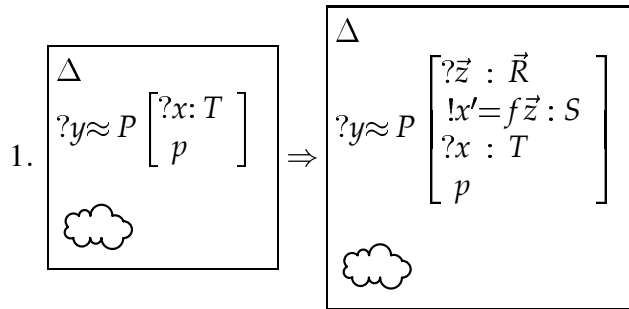 1.
Δ
?y≈ P [?x: T
p]
⇒
Δ
?y≈ P [?z⃗ : R⃗
!x′=f z⃗ : S
?x : T
p]